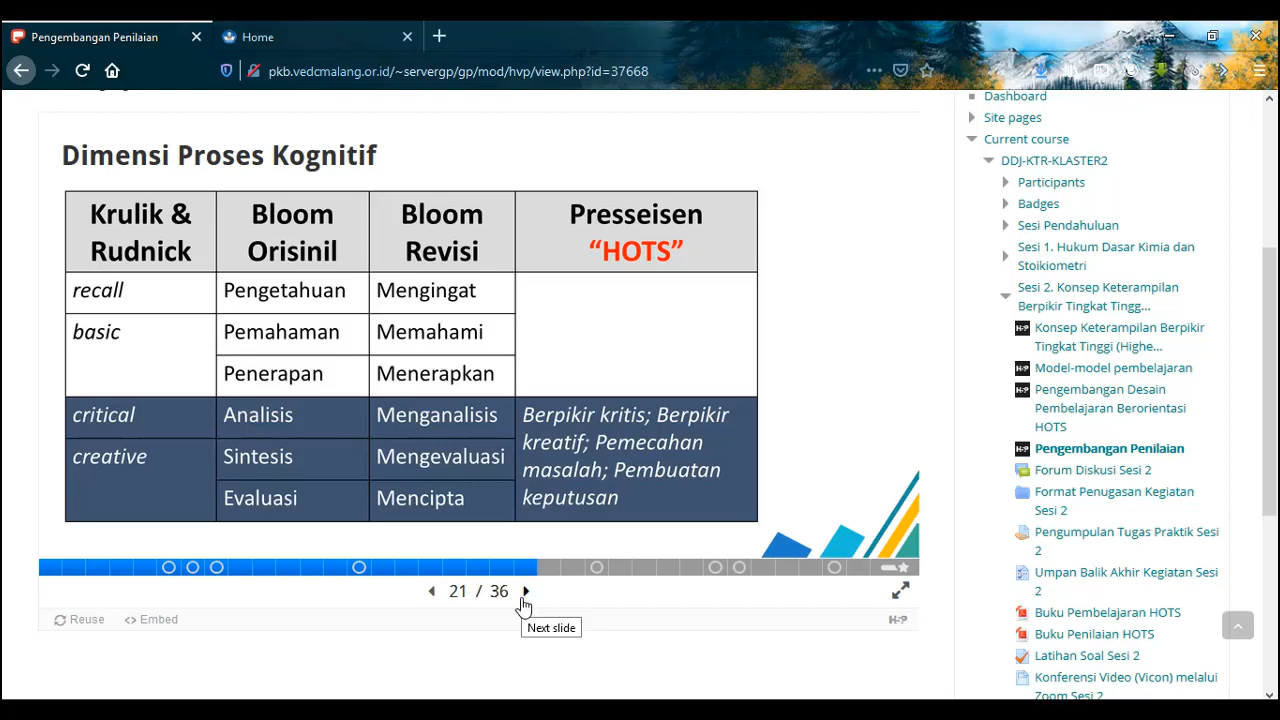 Pengembangan Penilaian
Home
pkb.vedcmalang.or.id/~servergp/gp/mod/hvp/view.php?id=37668
Dimensi Proses Kognitif
Krulik & Rudnick
Bloom Orisinil
Bloom Revisi
Presseisen
“HOTS”
recall
Pengetahuan
Mengingat
basic
Pemahaman
Memahami
Penerapan
Menerapkan
critical
Analisis
Menganalisis
Berpikir kritis; Berpikir
kreatif; Pemecahan
masalah; Pembuatan
keputusan
creative
Sintesis
Mengevaluasi
Evaluasi
Mencipta
21 / 36
Next slide
Reuse
<> Embed
H5P
Dashboard
Site pages
Current course
DDJ-KTR-KLASTER2
Participants
Badges
Sesi Pendahuluan
Sesi 1. Hukum Dasar Kimia dan
Stoikiometri
Sesi 2. Konsep Keterampilan
Berpikir Tingkat Tingg...
Konsep Keterampilan Berpikir
Tingkat Tinggi (Highe...
Model-model pembelajaran
Pengembangan Desain
Pembelajaran Berorientasi
HOTS
Pengembangan Penilaian
Forum Diskusi Sesi 2
Format Penugasan Kegiatan
Sesi 2
Pengumpulan Tugas Praktik Sesi
2
Umpan Balik Akhir Kegiatan Sesi
2
Buku Pembelajaran HOTS
Buku Penilaian HOTS
Latihan Soal Sesi 2
Konferensi Video (Vicon) melalui
Zoom Sesi 2